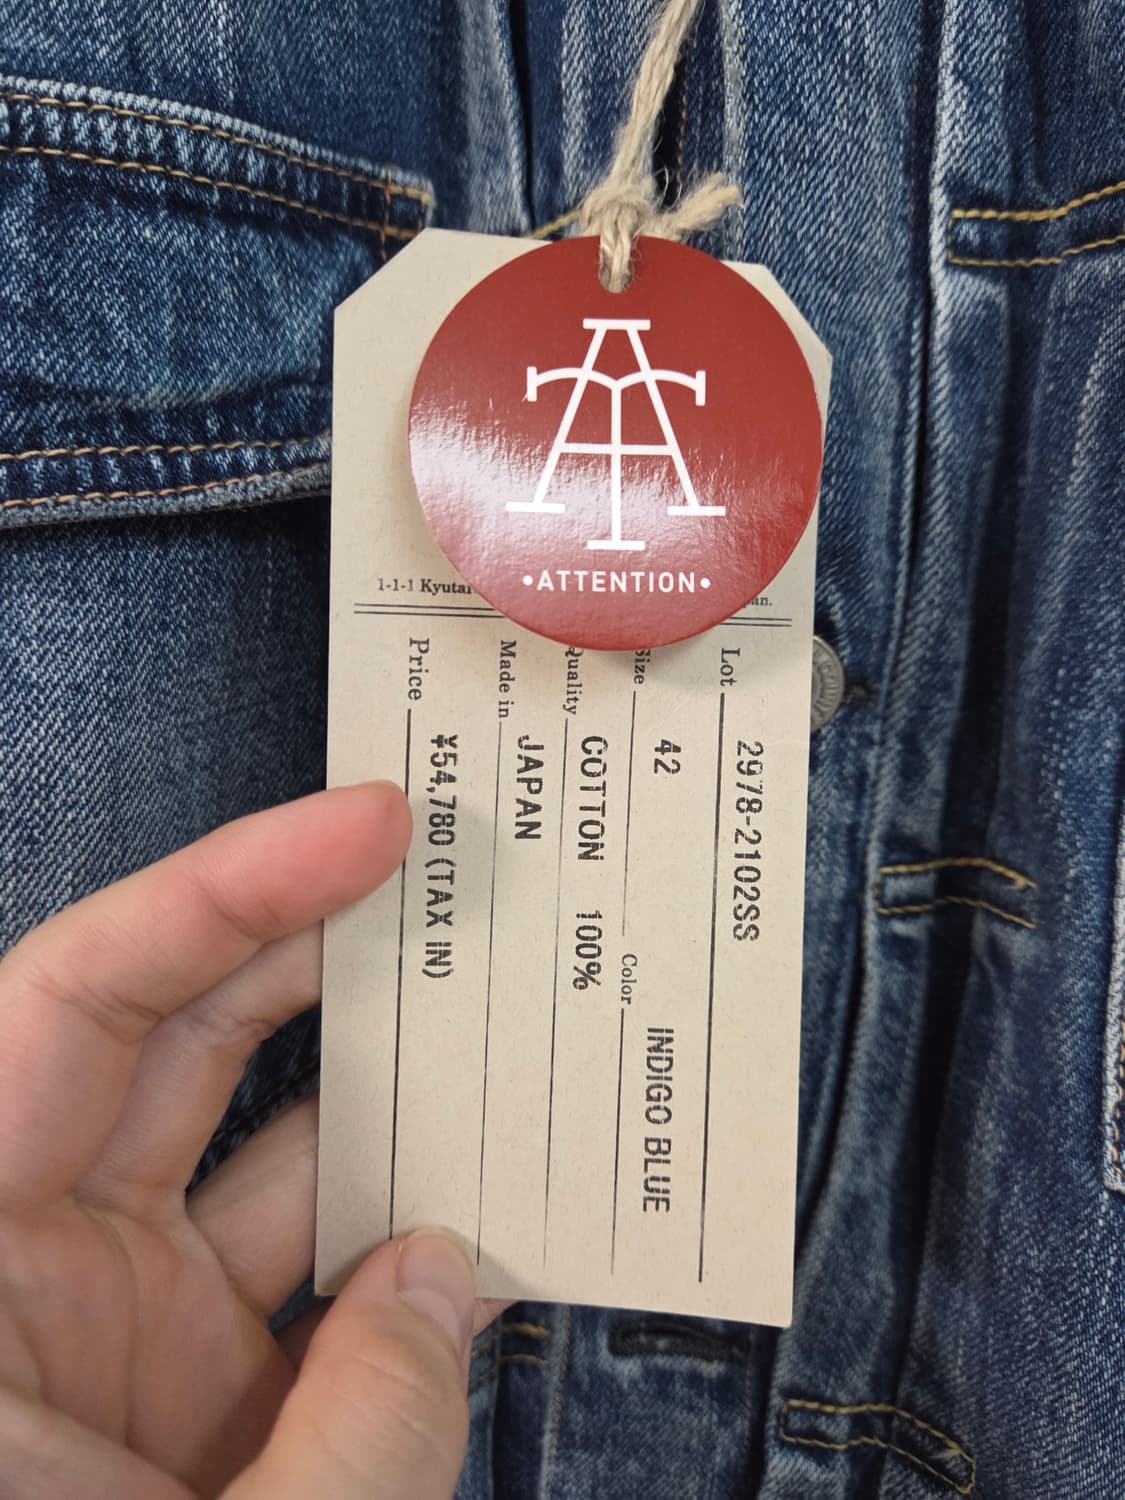 •ATTENTION•
1-1-1
Lot 2978-2102SS
Size 42 Color INDIGO BLUE
Quality COTTON 100%
Made in JAPAN
Price ¥54,780 (TAX IN)